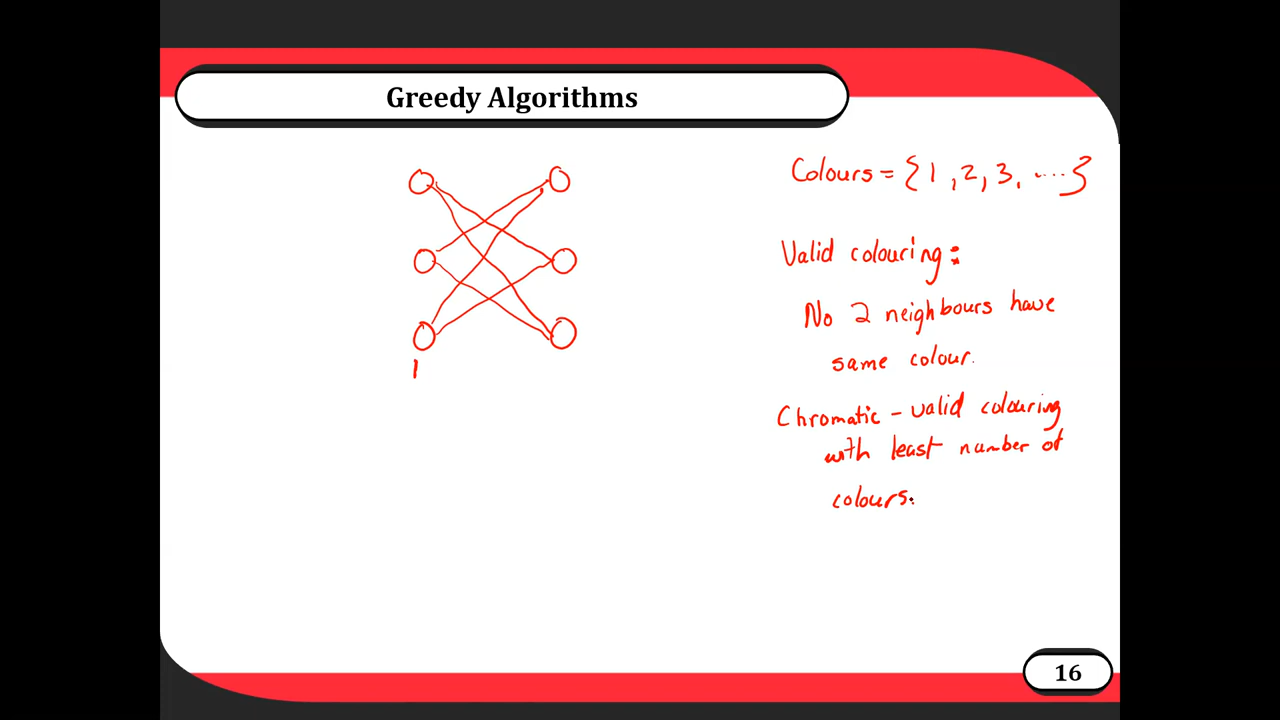 Greedy Algorithms
Colours = {1, 2, 3, ....}
Valid colouring:
No 2 neighbours have
same colour.
1
Chromatic - valid colouring
with least number of
colours.
16